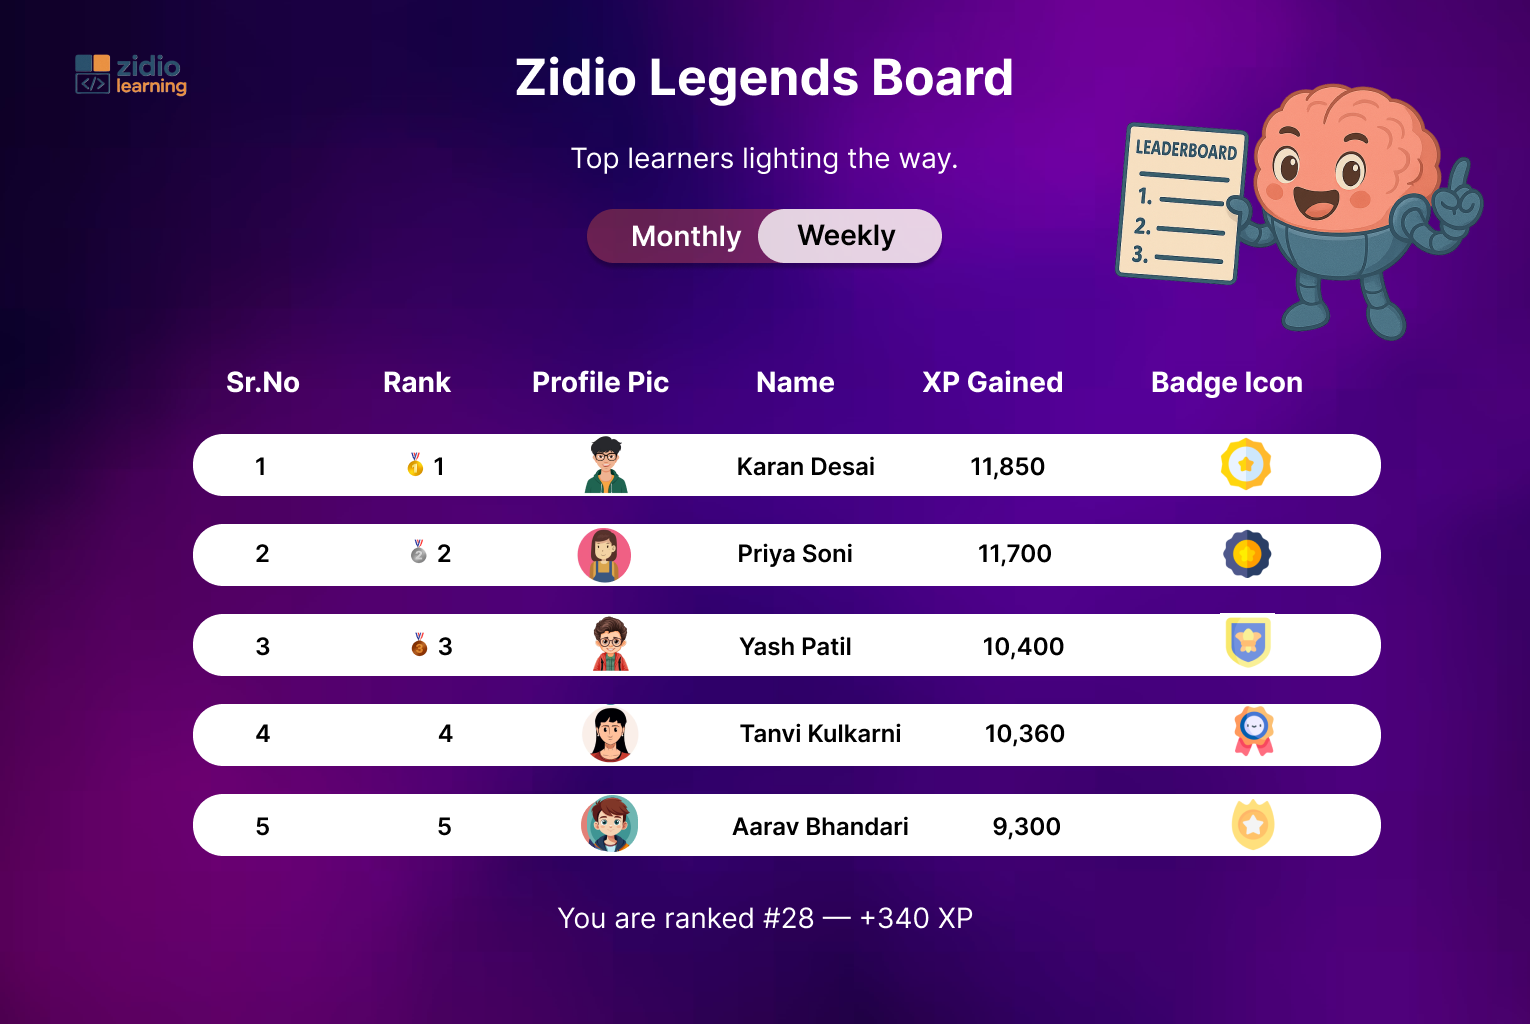 zidio
</>
learning
Zidio Legends Board
Top learners lighting the way.
Monthly Weekly
LEADERBOARD
1.
2.
3.
Sr.No Rank Profile Pic Name XP Gained Badge Icon
1 1 1 Karan Desai 11,850
2 2 2 Priya Soni 11,700
3 3 3 Yash Patil 10,400
4 4 Tanvi Kulkarni 10,360
5 5 Aarav Bhandari 9,300
You are ranked #28 — +340 XP